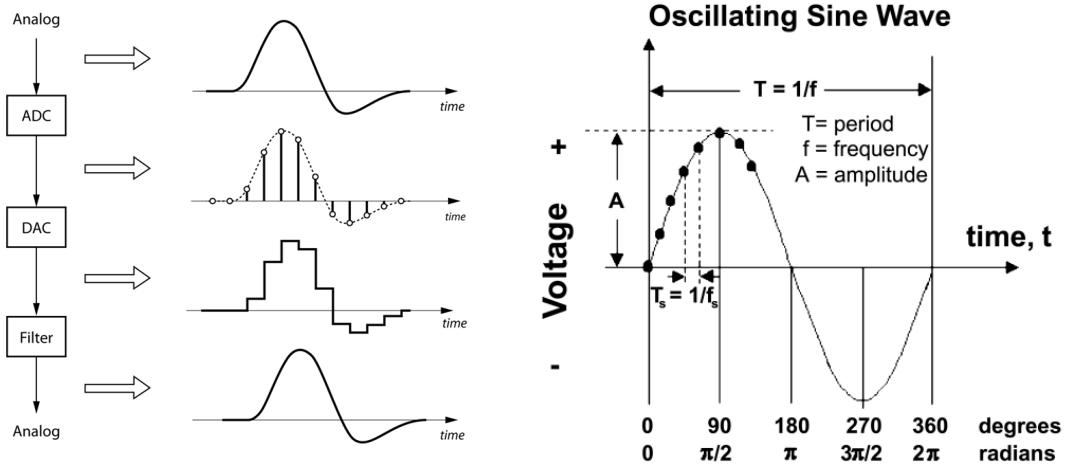 Analog
ADC
DAC
Filter
Analog
time
time
time
time
Oscillating Sine Wave
T = 1/f
T= period
f = frequency
A = amplitude
+
A
Voltage
-
time, t
Tₛ = 1/fₛ
0 90 180 270 360 degrees
0 π/2 π 3π/2 2π radians